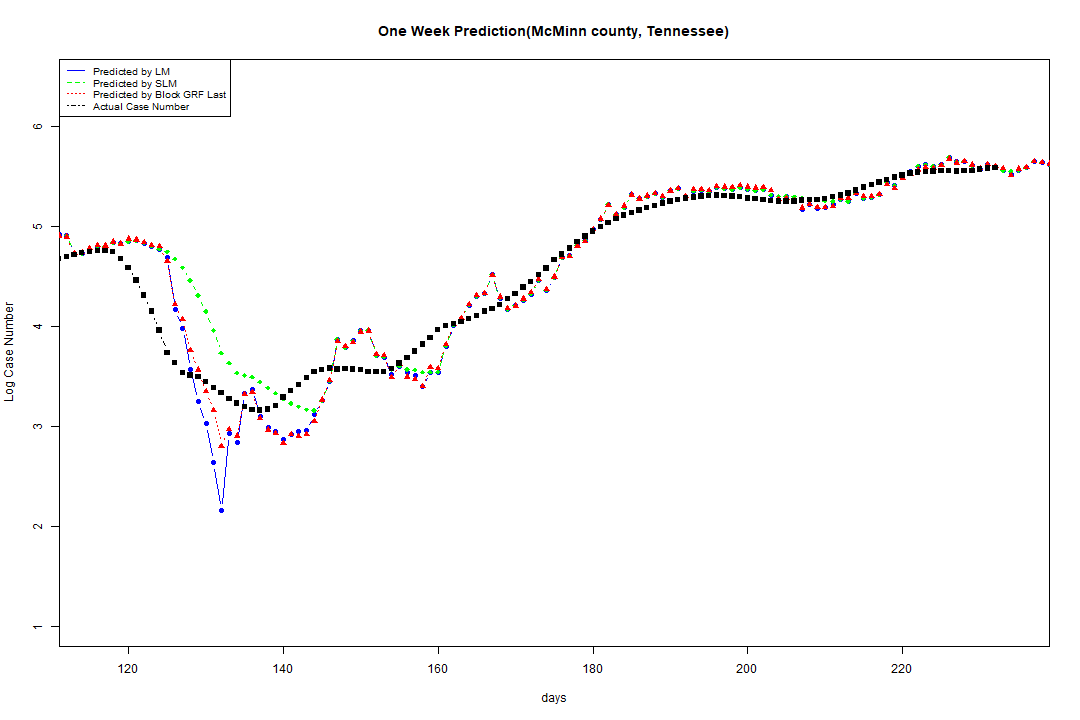 One Week Prediction(McMinn county, Tennessee)
Predicted by LM
Predicted by SLM
Predicted by Block GRF Last
Actual Case Number
6
5
4
3
2
1
Log Case Number
120 140 160 180 200 220
days